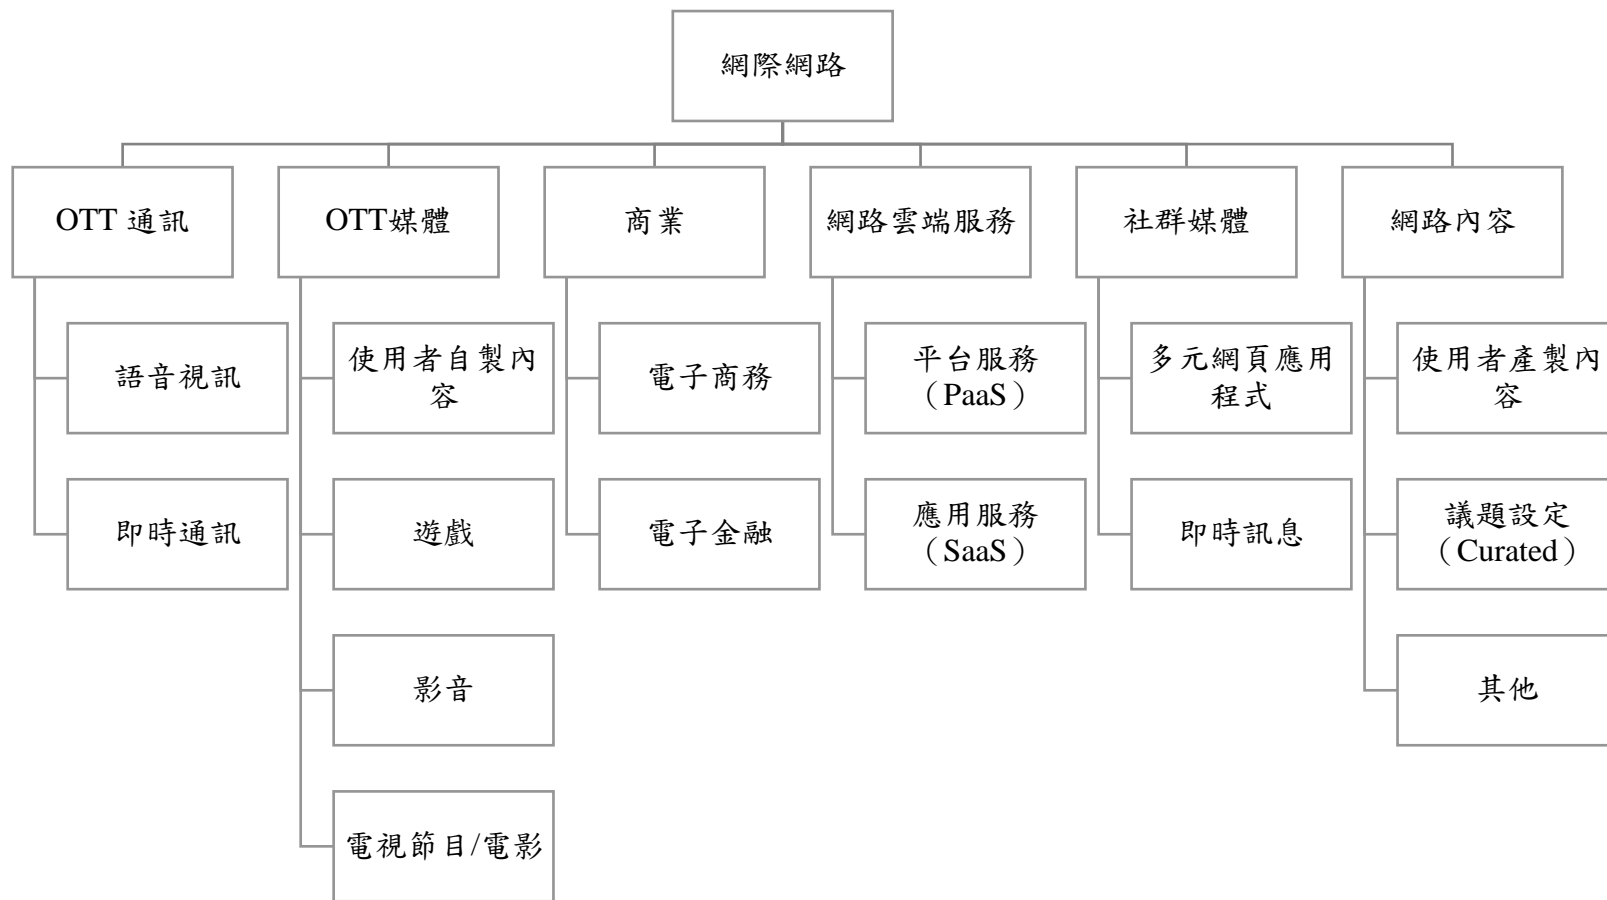 網際網路
OTT 通訊
OTT媒體
商業
網路雲端服務
社群媒體
網路內容
語音視訊
使用者自製內
容
電子商務
平台服務
（PaaS）
多元網頁應用
程式
使用者產製內
容
即時通訊
遊戲
電子金融
應用服務
（SaaS）
即時訊息
議題設定
（Curated）
影音
其他
電視節目/電影